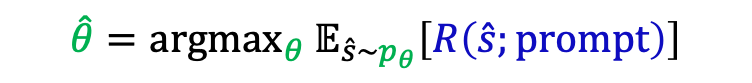 θ̂ = argmax_θ 𝔼_{ŝ∼p_θ}[R(ŝ; prompt)]